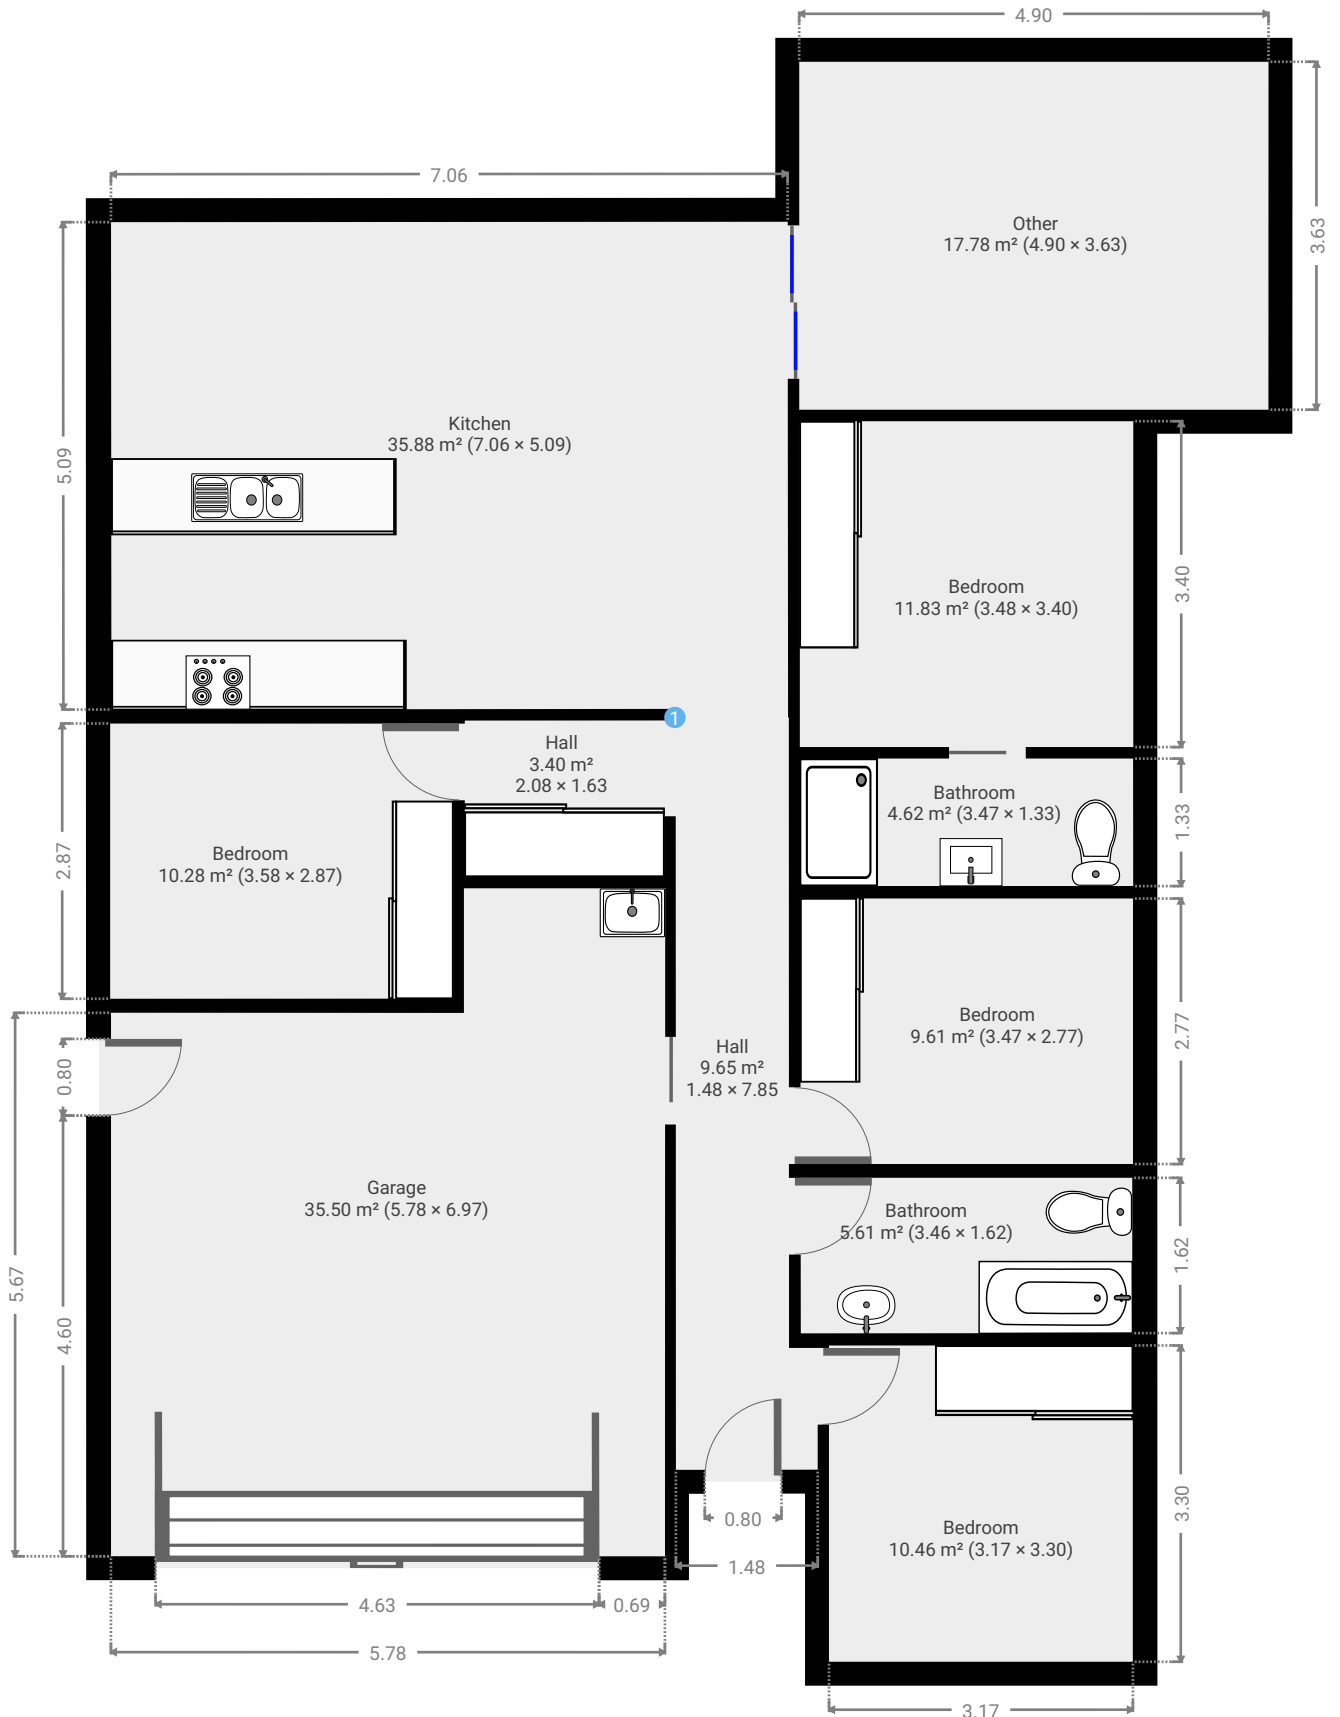 4.90
3.63
7.06
Other
17.78 m² (4.90 × 3.63)
5.09
Kitchen
35.88 m² (7.06 × 5.09)
3.40
Bedroom
11.83 m² (3.48 × 3.40)
1
Hall
3.40 m²
2.08 × 1.63
Bathroom
4.62 m² (3.47 × 1.33)
1.33
2.87
Bedroom
10.28 m² (3.58 × 2.87)
Bedroom
9.61 m² (3.47 × 2.77)
2.77
Hall
9.65 m²
1.48 × 7.85
0.80
Garage
35.50 m² (5.78 × 6.97)
Bathroom
5.61 m² (3.46 × 1.62)
1.62
5.67
4.60
3.30
0.80
Bedroom
10.46 m² (3.17 × 3.30)
1.48
4.63
0.69
5.78
3.17